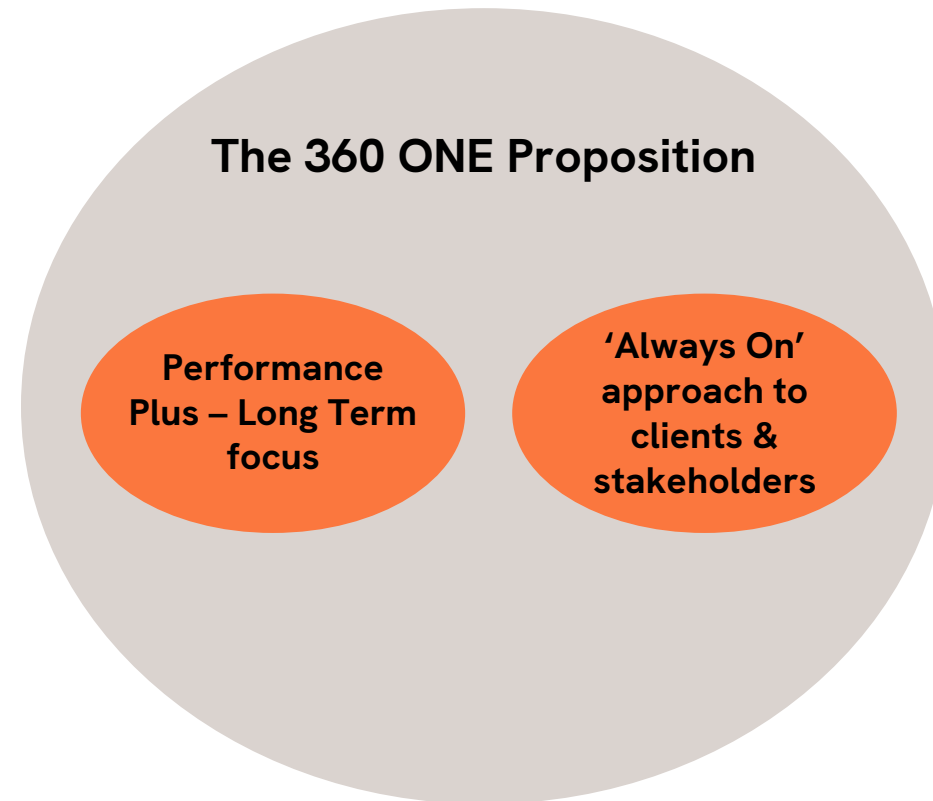 The 360 ONE Proposition
Performance
Plus – Long Term
focus
‘Always On’
approach to
clients &
stakeholders